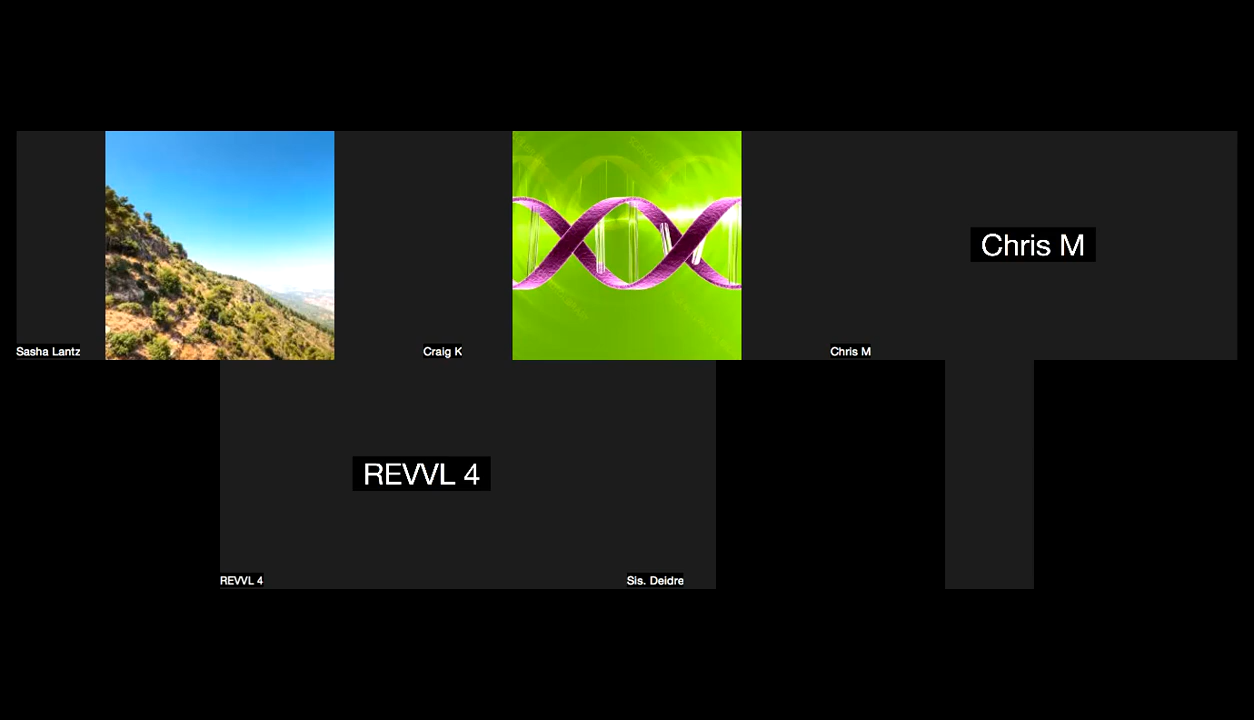 Chris M
Sasha Lantz
Craig K
Chris M
REVVL 4
REVVL 4
Sis. Deidre